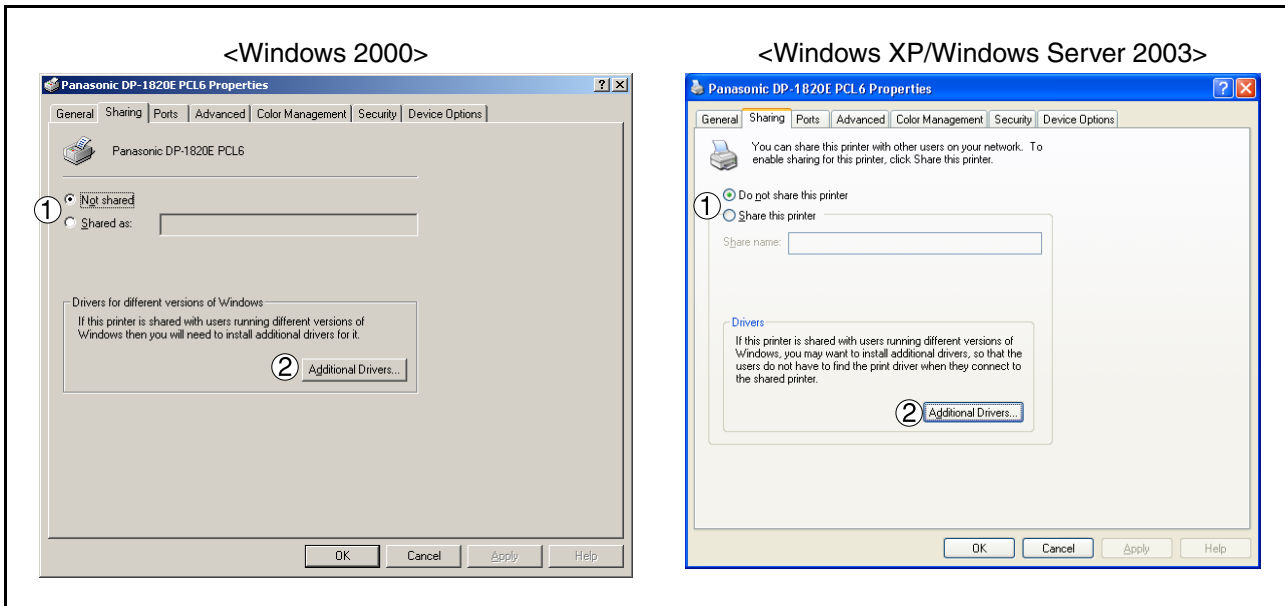 <Windows 2000>
Panasonic DP-1820E PCL6 Properties
General Sharing Ports Advanced Color Management Security Device Options
Panasonic DP-1820E PCL6
① Not shared
Shared as:
Drivers for different versions of Windows
If this printer is shared with users running different versions of
Windows then you will need to install additional drivers for it.
② Additional Drivers...
OK Cancel Apply Help
<Windows XP/Windows Server 2003>
Panasonic DP-1820E PCL6 Properties
General Sharing Ports Advanced Color Management Security Device Options
You can share this printer with other users on your network. To
enable sharing for this printer, click Share this printer.
① Do not share this printer
Share this printer
Share name:
Drivers
If this printer is shared with users running different versions of
Windows, you may want to install additional drivers, so that the
users do not have to find the print driver when they connect to
the shared printer.
② Additional Drivers...
OK Cancel Apply Help